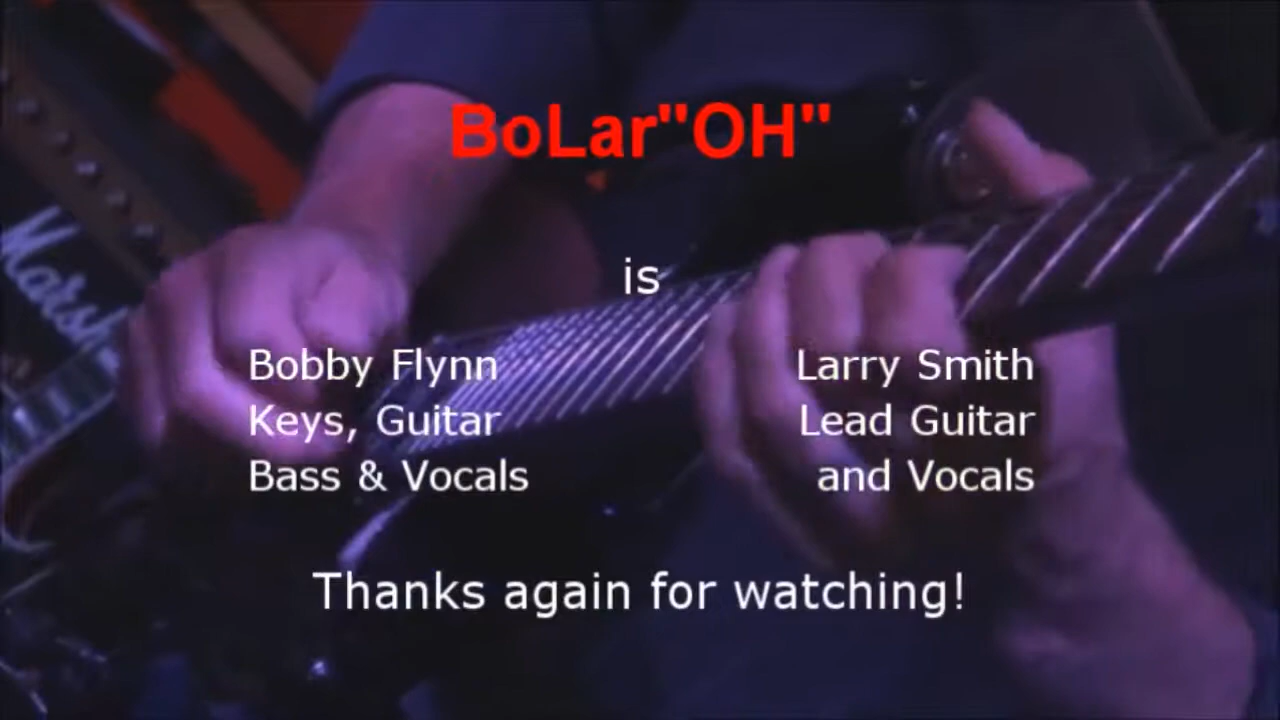 BoLar"OH"
is
Bobby Flynn
Keys, Guitar
Bass & Vocals
Larry Smith
Lead Guitar
and Vocals
Thanks again for watching!
Marsh